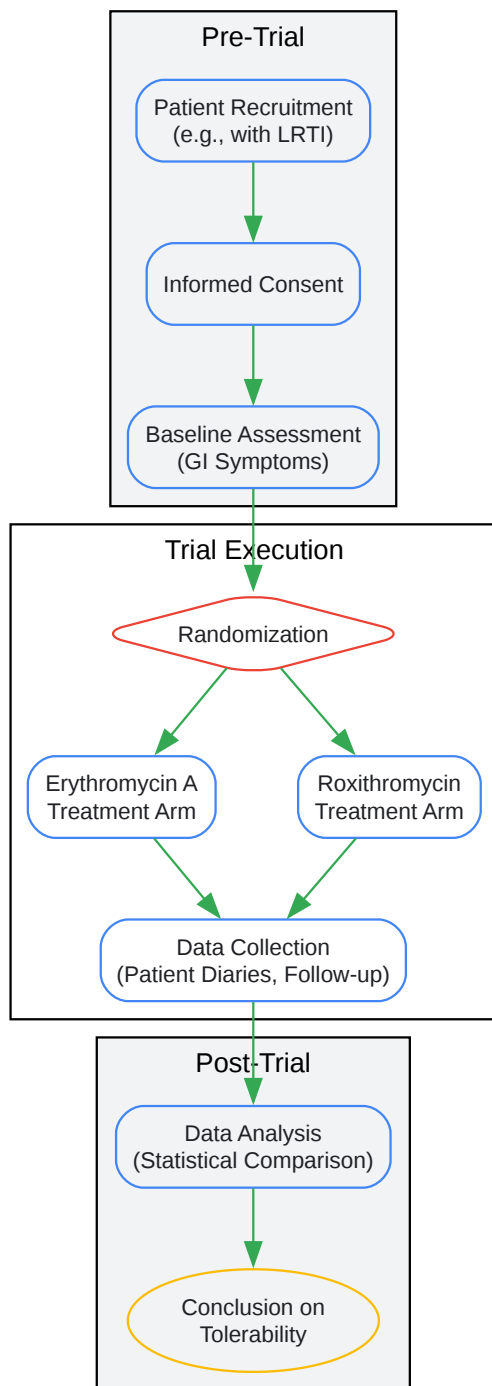 Pre-Trial
Patient Recruitment
(e.g., with LRTI)
Informed Consent
Baseline Assessment
(GI Symptoms)
Trial Execution
Randomization
Erythromycin A
Treatment Arm
Roxithromycin
Treatment Arm
Data Collection
(Patient Diaries, Follow-up)
Post-Trial
Data Analysis
(Statistical Comparison)
Conclusion on
Tolerability